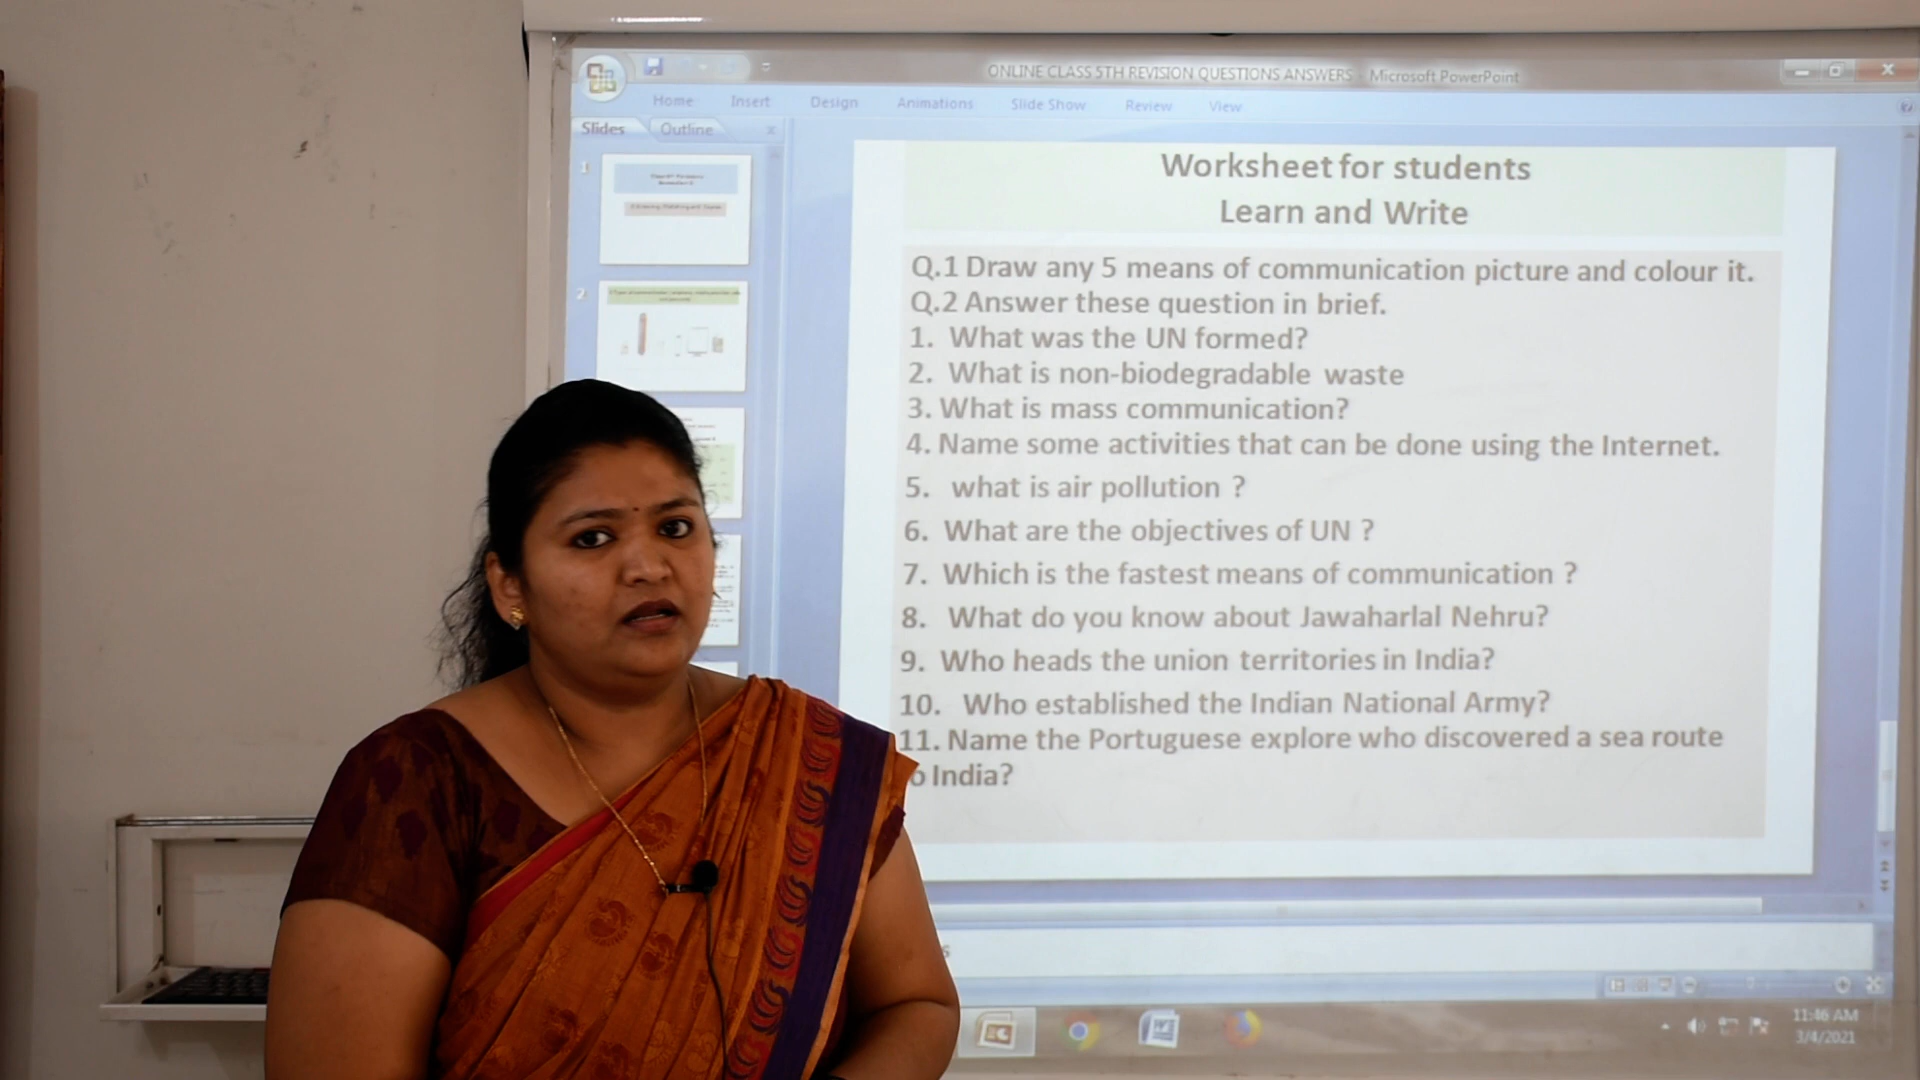 ONLINE CLASS 5TH REVISION QUESTIONS ANSWERS - Microsoft PowerPoint
Home Insert Design Animations Slide Show Review View
Slides Outline
1
2
Worksheet for students
Learn and Write
Q.1 Draw any 5 means of communication picture and colour it.
Q.2 Answer these question in brief.
1. What was the UN formed?
2. What is non-biodegradable waste
3. What is mass communication?
4. Name some activities that can be done using the Internet.
5. what is air pollution ?
6. What are the objectives of UN ?
7. Which is the fastest means of communication ?
8. What do you know about Jawaharlal Nehru?
9. Who heads the union territories in India?
10. Who established the Indian National Army?
11. Name the Portuguese explore who discovered a sea route
o India?
11:46 AM
3/4/2021